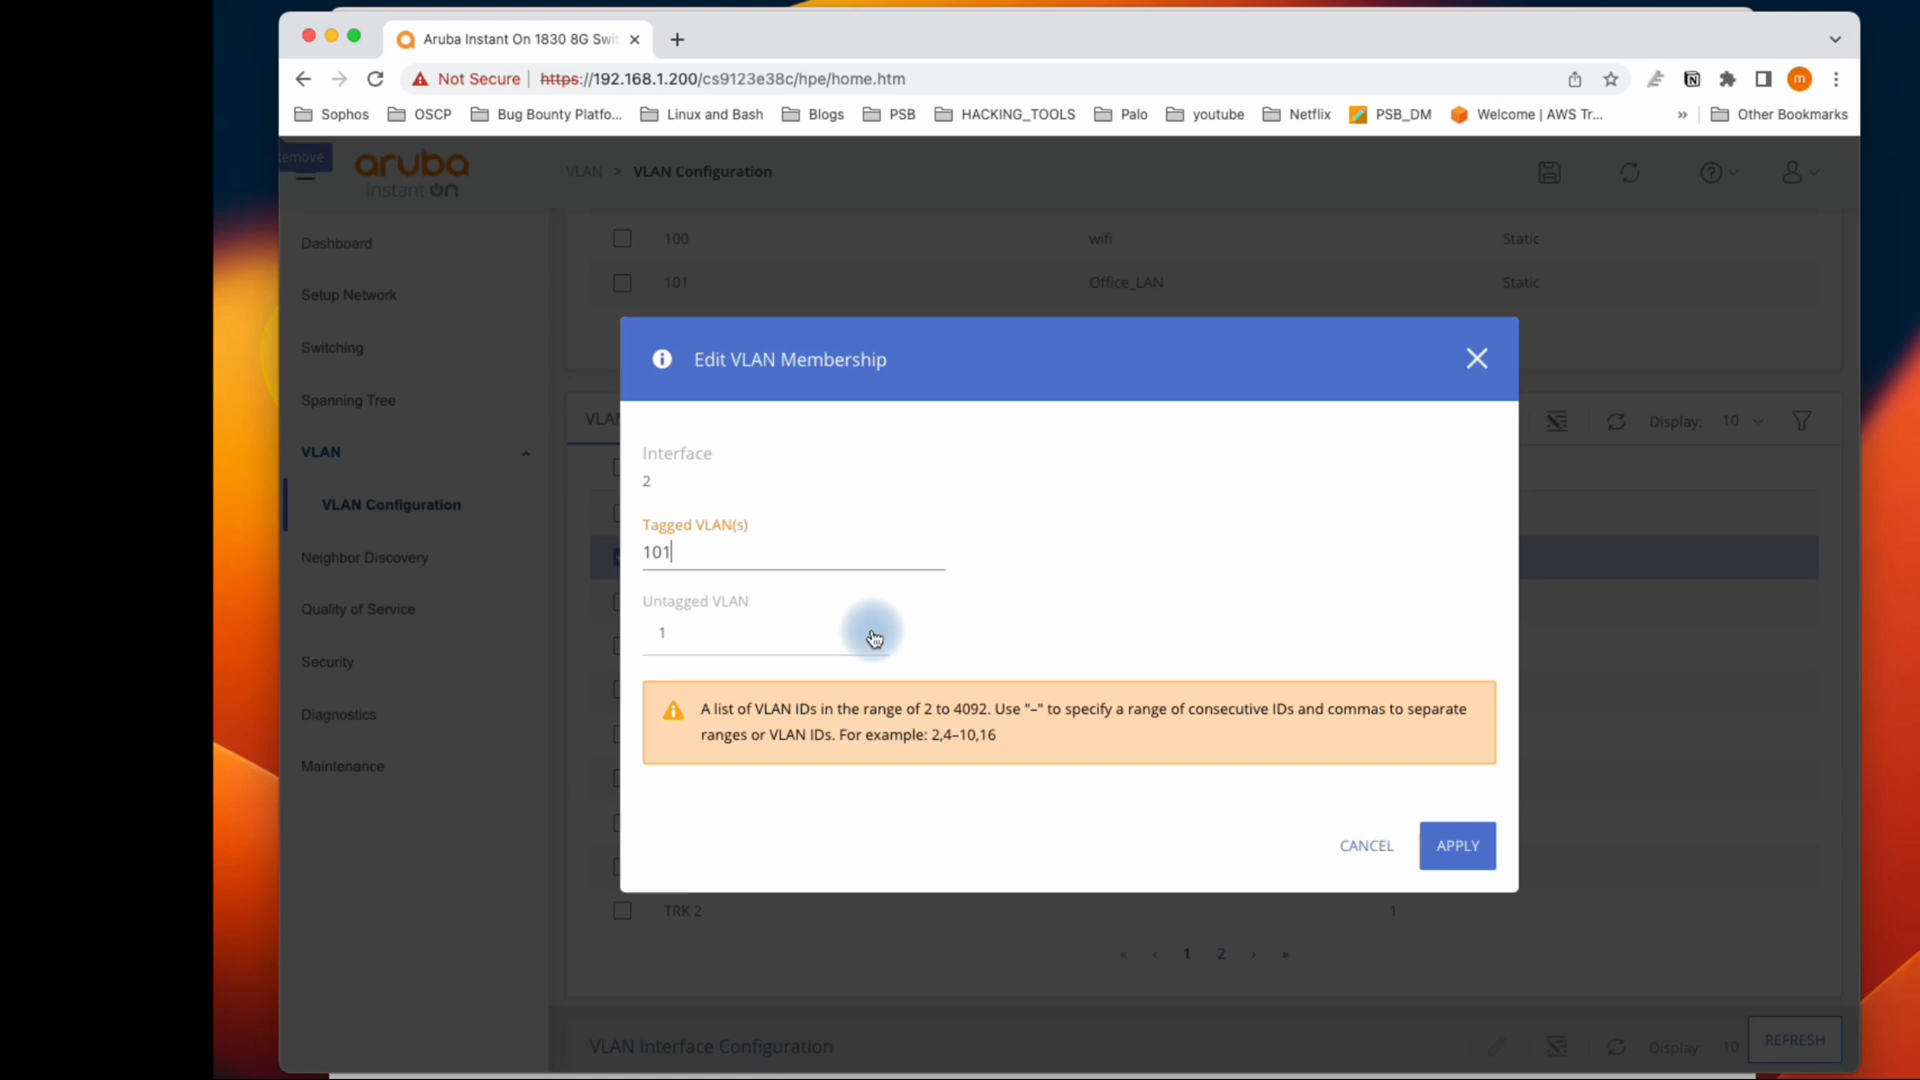 Aruba Instant On 1830 8G Swit
Not Secure https://192.168.1.200/cs9123e38c/hpe/home.htm
m
Sophos OSCP Bug Bounty Platfo... Linux and Bash Blogs PSB HACKING_TOOLS Palo youtube Netflix PSB_DM Welcome | AWS Tr... » Other Bookmarks
emove
aruba
instant on
VLAN > VLAN Configuration
Dashboard
Setup Network
Switching
Spanning Tree
VLAN
VLAN Configuration
Neighbor Discovery
Quality of Service
Security
Diagnostics
Maintenance
100 wifi Static
101 Office_LAN Static
VLA
Display: 10
Edit VLAN Membership
Interface
2
Tagged VLAN(s)
101
Untagged VLAN
1
A list of VLAN IDs in the range of 2 to 4092. Use "–" to specify a range of consecutive IDs and commas to separate
ranges or VLAN IDs. For example: 2,4–10,16
CANCEL APPLY
TRK 2 1
« ‹ 1 2 › »
VLAN Interface Configuration
Display: 10
REFRESH